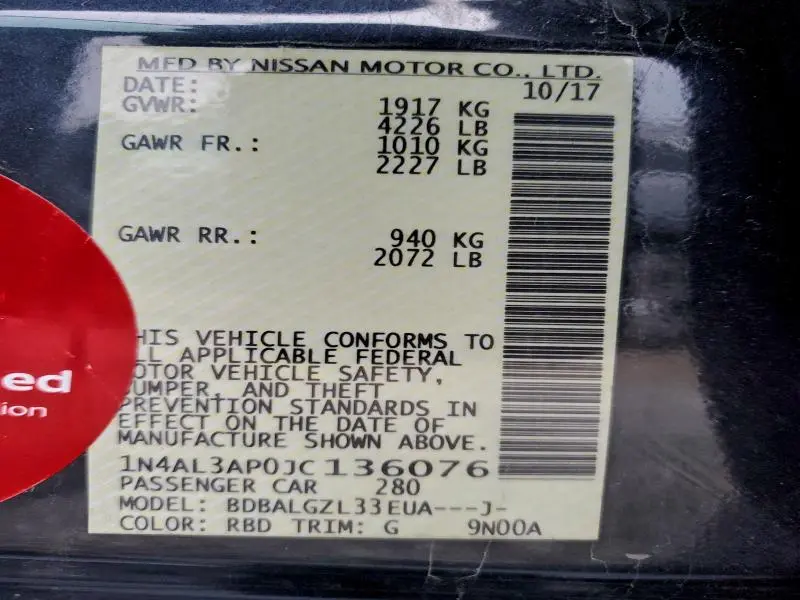 MFD BY NISSAN MOTOR CO., LTD.
DATE: 10/17
GVWR: 1917 KG
4226 LB
GAWR FR.: 1010 KG
2227 LB
GAWR RR.: 940 KG
2072 LB
HIS VEHICLE CONFORMS TO
LL APPLICABLE FEDERAL
OTOR VEHICLE SAFETY,
UMPER, AND THEFT
PREVENTION STANDARDS IN
EFFECT ON THE DATE OF
MANUFACTURE SHOWN ABOVE.
1N4AL3AP0JC136076
PASSENGER CAR 280
MODEL: BDBALGZL33EUA---J-
COLOR: RBD TRIM: G 9N00A
ed
ion